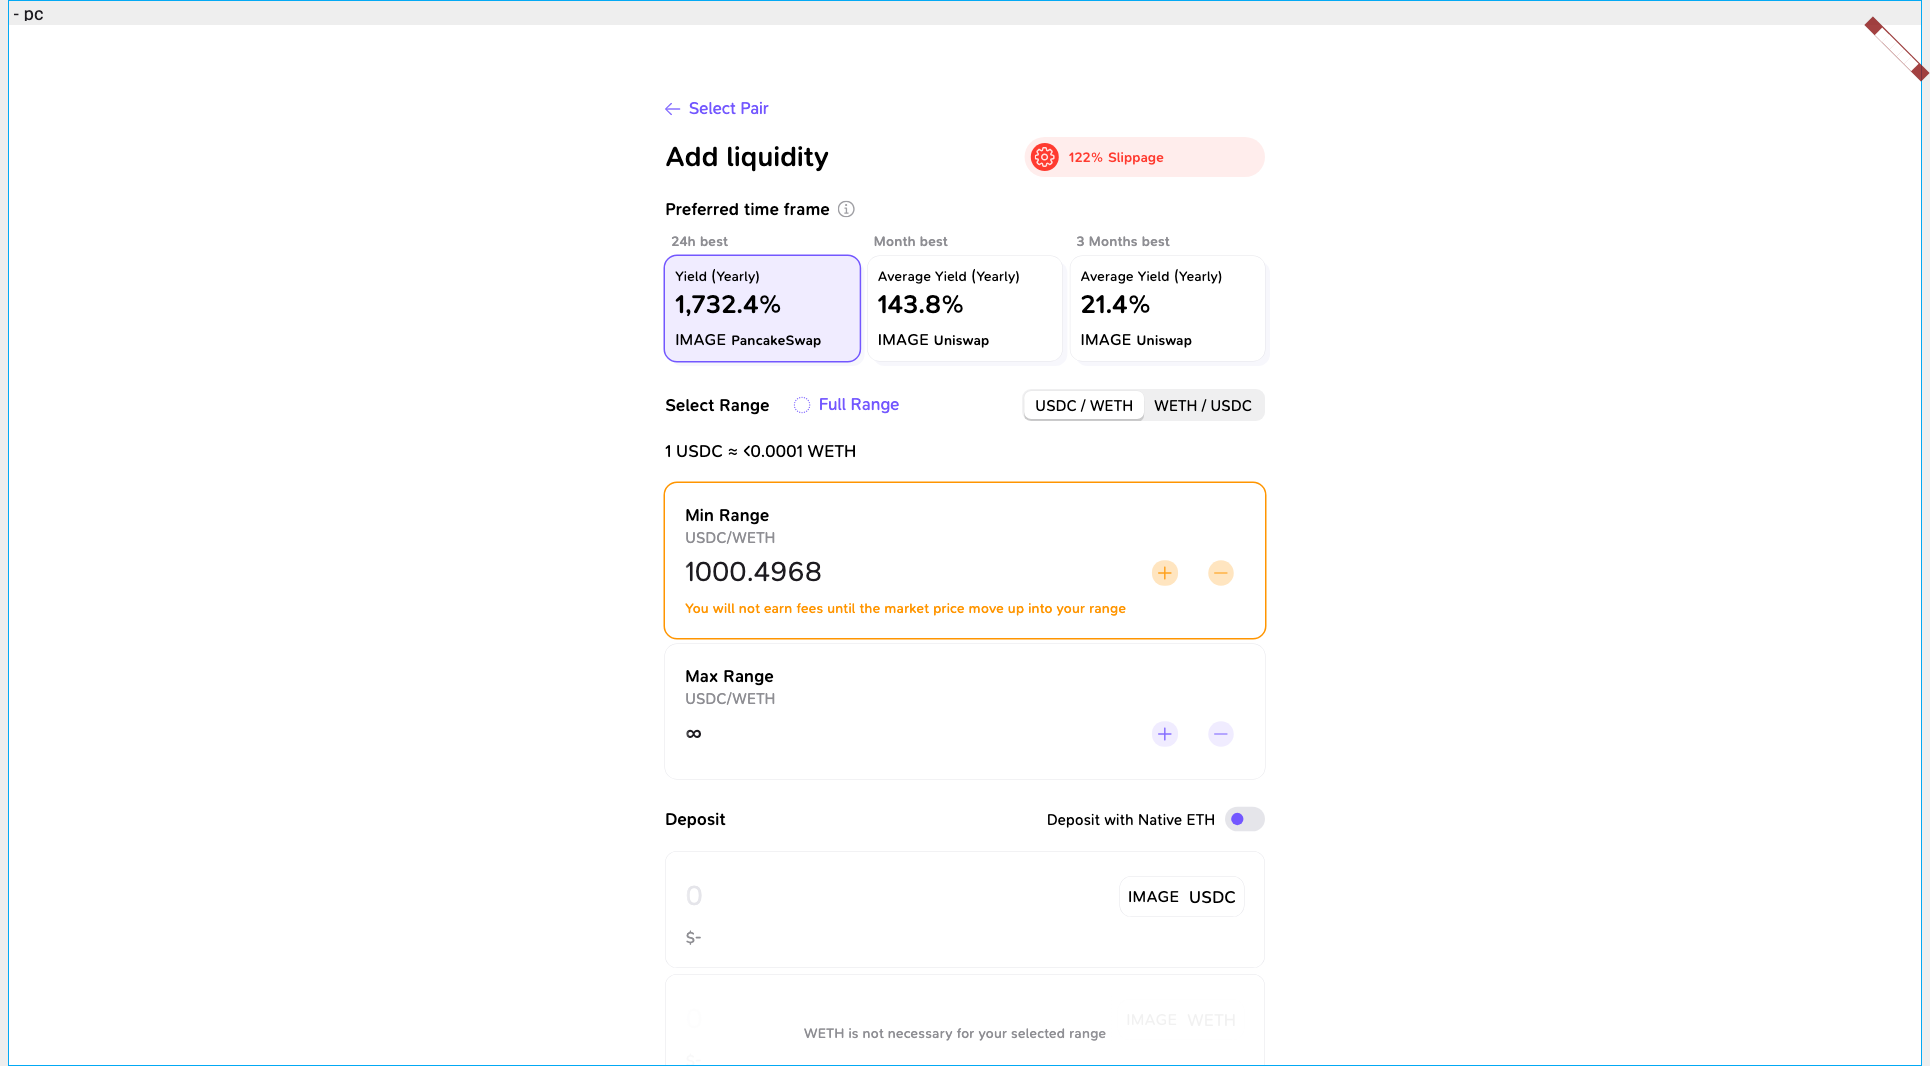 - pc
Select Pair
Add liquidity
122% Slippage
Preferred time frame
24h best
Month best
3 Months best
Yield (Yearly)
1,732.4%
IMAGE PancakeSwap
Average Yield (Yearly)
143.8%
IMAGE Uniswap
Average Yield (Yearly)
21.4%
IMAGE Uniswap
Select Range
Full Range
USDC / WETH
WETH / USDC
1 USDC ≈ <0.0001 WETH
Min Range
USDC/WETH
1000.4968
You will not earn fees until the market price move up into your range
Max Range
USDC/WETH
∞
Deposit
Deposit with Native ETH
0
IMAGE USDC
$-
0
IMAGE WETH
WETH is not necessary for your selected range
$-